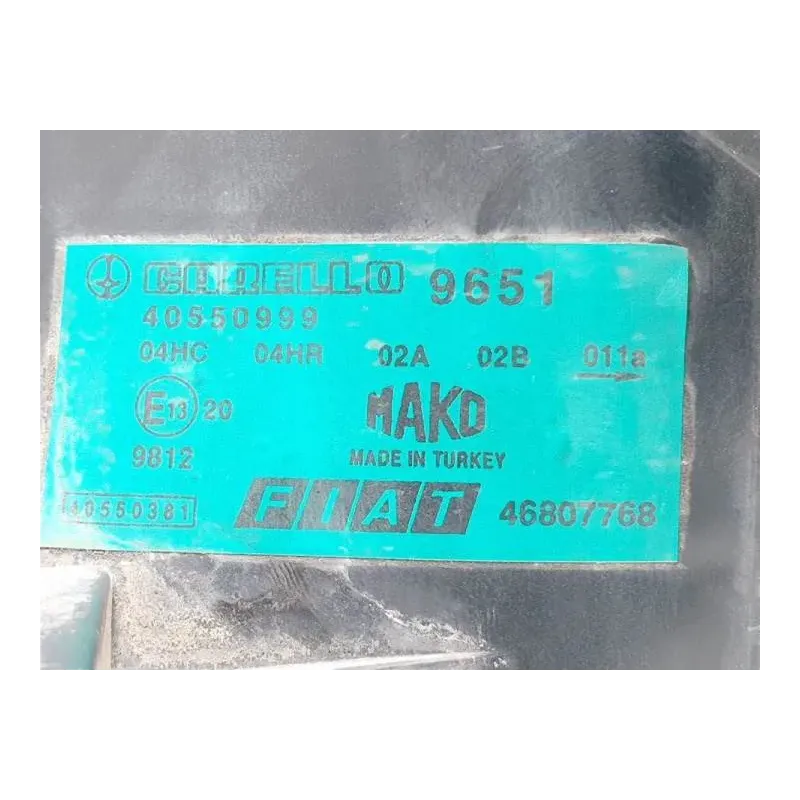 CARELLO 9651
40550999
04HC 04HR 02A 02B 011a
E13 20
MAKO
9812
MADE IN TURKEY
40550381
FIAT 46807768